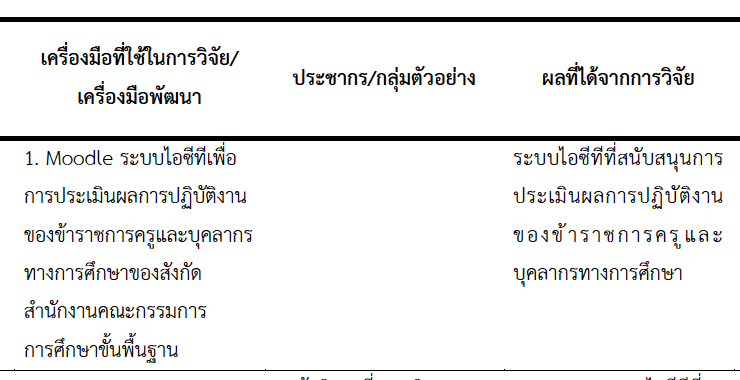 เครื่องมือที่ใช้ในการวิจัย/
เครื่องมือพัฒนา
ประชากร/กลุ่มตัวอย่าง
ผลที่ได้จากการวิจัย
1. Moodle ระบบไอซีทีเพื่อ
การประเมินผลการปฏิบัติงาน
ของข้าราชการครูและบุคลากร
ทางการศึกษาของสังกัด
สำนักงานคณะกรรมการ
การศึกษาขั้นพื้นฐาน
ระบบไอซีทีที่สนับสนุนการ
ประเมินผลการปฏิบัติงาน
ของข้าราชการครูและ
บุคลากรทางการศึกษา